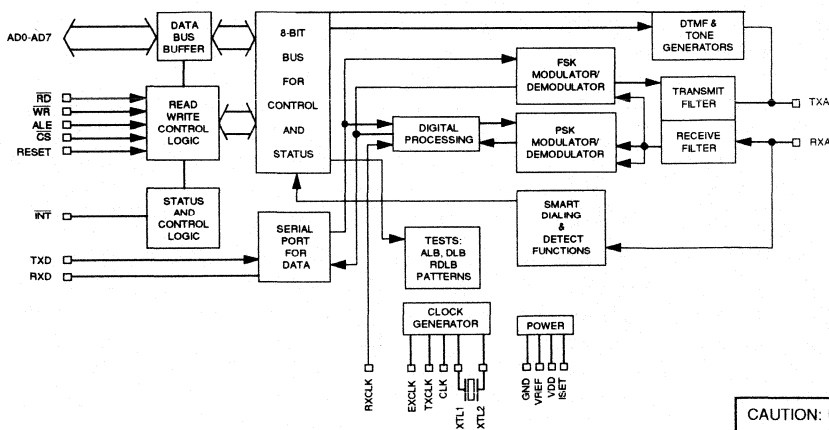 AD0-AD7
DATA
BUS
BUFFER
8-BIT
BUS
FOR
CONTROL
AND
STATUS
DTMF &
TONE
GENERATORS
FSK
MODULATOR/
DEMODULATOR
TRANSMIT
FILTER
TXA
RD
WR
ALE
CS
RESET
READ
WRITE
CONTROL
LOGIC
DIGITAL
PROCESSING
PSK
MODULATOR/
DEMODULATOR
RECEIVE
FILTER
RXA
INT
STATUS
AND
CONTROL
LOGIC
SMART
DIALING
&
DETECT
FUNCTIONS
TXD
RXD
SERIAL
PORT
FOR
DATA
TESTS:
ALB, DLB
RDLB
PATTERNS
CLOCK
GENERATOR
POWER
RXCLK
EXCLK
TXCLK
CLK
XTL1
XTL2
GND
VREF
VDD
ISET
CAUTION: